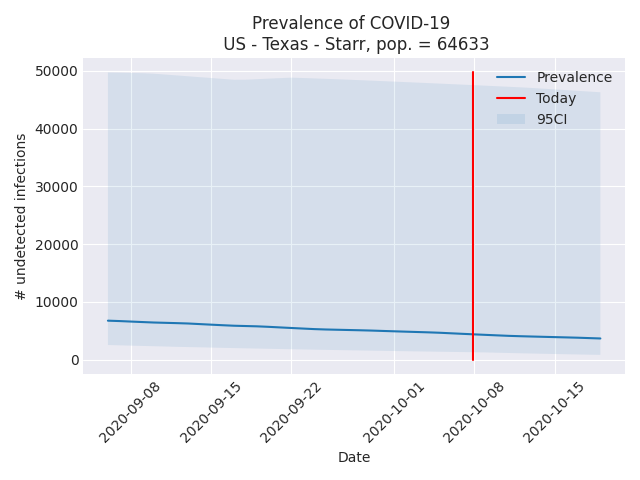 Prevalence of COVID-19
US - Texas - Starr, pop. = 64633
50000
40000
30000
20000
10000
0
# undetected infections
Prevalence
Today
95CI
2020-09-08
2020-09-15
2020-09-22
2020-10-01
2020-10-08
2020-10-15
Date